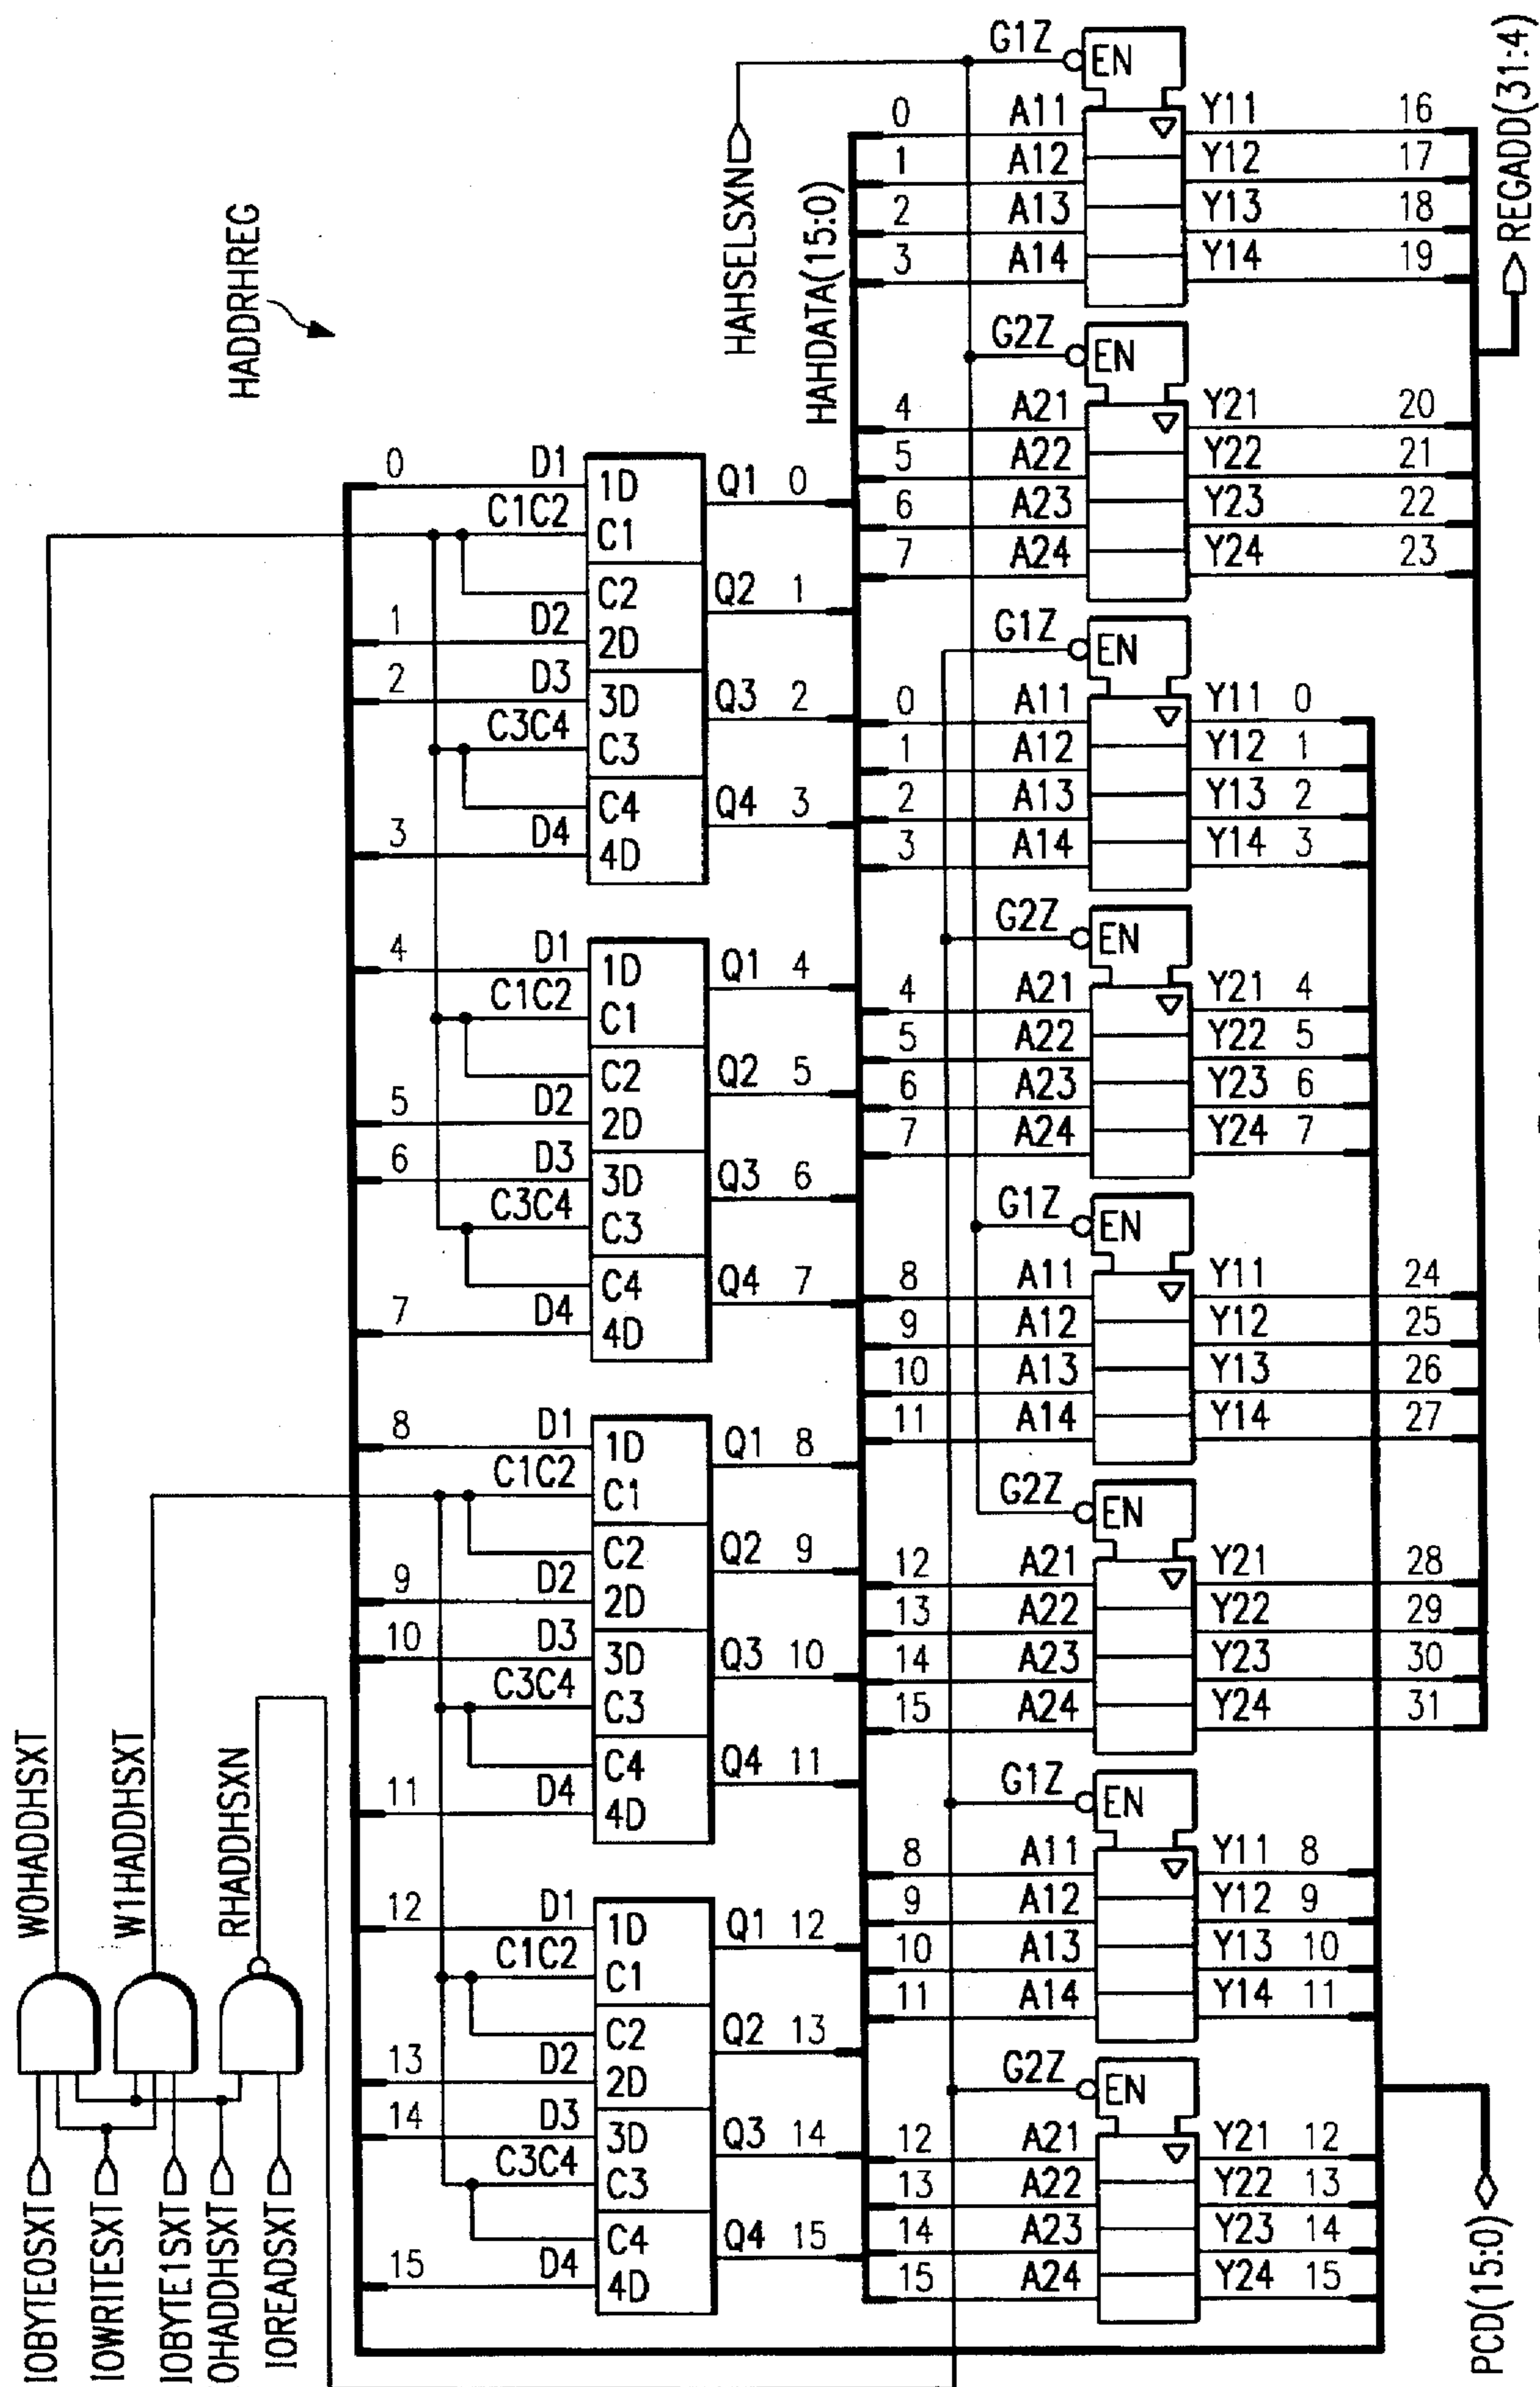 HADDRHREG
W0HADDHSXT
W1HADDHSXT
RHADDHSXN
IOBYTE0SXT
IOWRITESXT
IOBYTE1SXT
OHADDHSXT
IOREADSXT
0 D1 1D Q1 0
C1C2 C1
C2 Q2 1
1 D2 2D
2 D3 3D Q3 2
C3C4 C3
C4 Q4 3
3 D4 4D
4 D1 1D Q1 4
C1C2 C1
C2 Q2 5
5 D2 2D
6 D3 3D Q3 6
C3C4 C3
C4 Q4 7
7 D4 4D
8 D1 1D Q1 8
C1C2 C1
C2 Q2 9
9 D2 2D
10 D3 3D Q3 10
C3C4 C3
C4 Q4 11
11 D4 4D
12 D1 1D Q1 12
C1C2 C1
C2 Q2 13
13 D2 2D
14 D3 3D Q3 14
C3C4 C3
C4 Q4 15
15 D4 4D
HAHSELSXN
HAHDATA(15:0)
G1Z EN
0 A11 Y11 16
1 A12 Y12 17
2 A13 Y13 18
3 A14 Y14 19
G2Z EN
4 A21 Y21 20
5 A22 Y22 21
6 A23 Y23 22
7 A24 Y24 23
G1Z EN
0 A11 Y11 0
1 A12 Y12 1
2 A13 Y13 2
3 A14 Y14 3
G2Z EN
4 A21 Y21 4
5 A22 Y22 5
6 A23 Y23 6
7 A24 Y24 7
G1Z EN
8 A11 Y11 24
9 A12 Y12 25
10 A13 Y13 26
11 A14 Y14 27
G2Z EN
12 A21 Y21 28
13 A22 Y22 29
14 A23 Y23 30
15 A24 Y24 31
G1Z EN
8 A11 Y11 8
9 A12 Y12 9
10 A13 Y13 10
11 A14 Y14 11
G2Z EN
12 A21 Y21 12
13 A22 Y22 13
14 A23 Y23 14
15 A24 Y24 15
REGADD(31:4)
PCD(15:0)